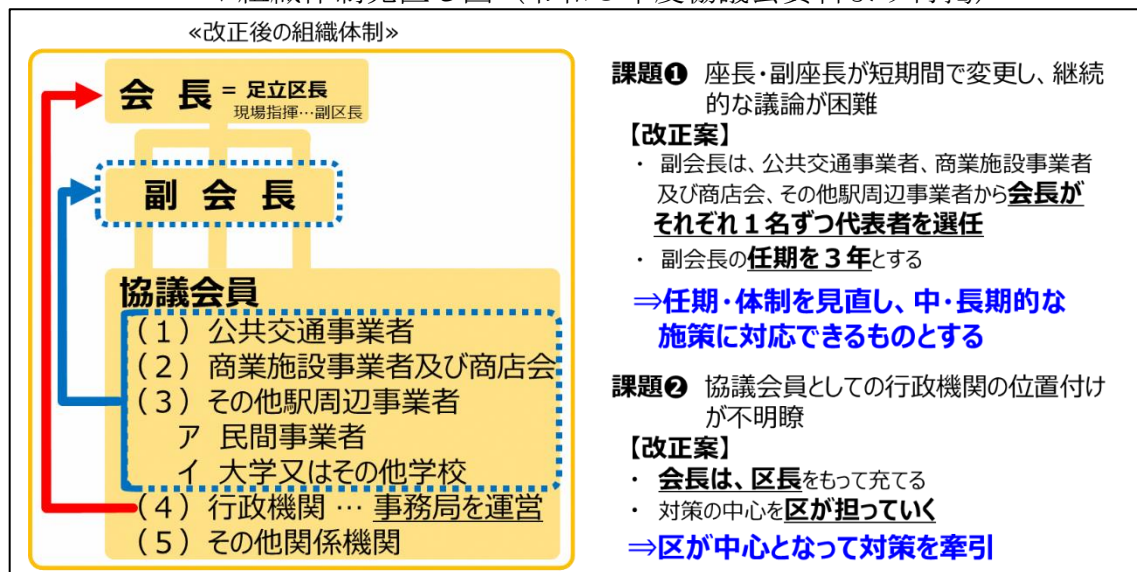 ≪改正後の組織体制≫
会 長 = 足立区長
現場指揮…副区長
副 会 長
協議会員
(1)公共交通事業者
(2)商業施設事業者及び商店会
(3)その他駅周辺事業者
ア 民間事業者
イ 大学又はその他学校
(4)行政機関 … 事務局を運営
(5)その他関係機関
課題❶ 座長・副座長が短期間で変更し、継続
的な議論が困難
【改正案】
・ 副会長は、公共交通事業者、商業施設事業者
及び商店会、その他駅周辺事業者から会長が
それぞれ1名ずつ代表者を選任
・ 副会長の任期を3年とする
⇒任期・体制を見直し、中・長期的な
施策に対応できるものとする
課題❷ 協議会員としての行政機関の位置付け
が不明瞭
【改正案】
・ 会長は、区長をもって充てる
・ 対策の中心を区が担っていく
⇒区が中心となって対策を牽引